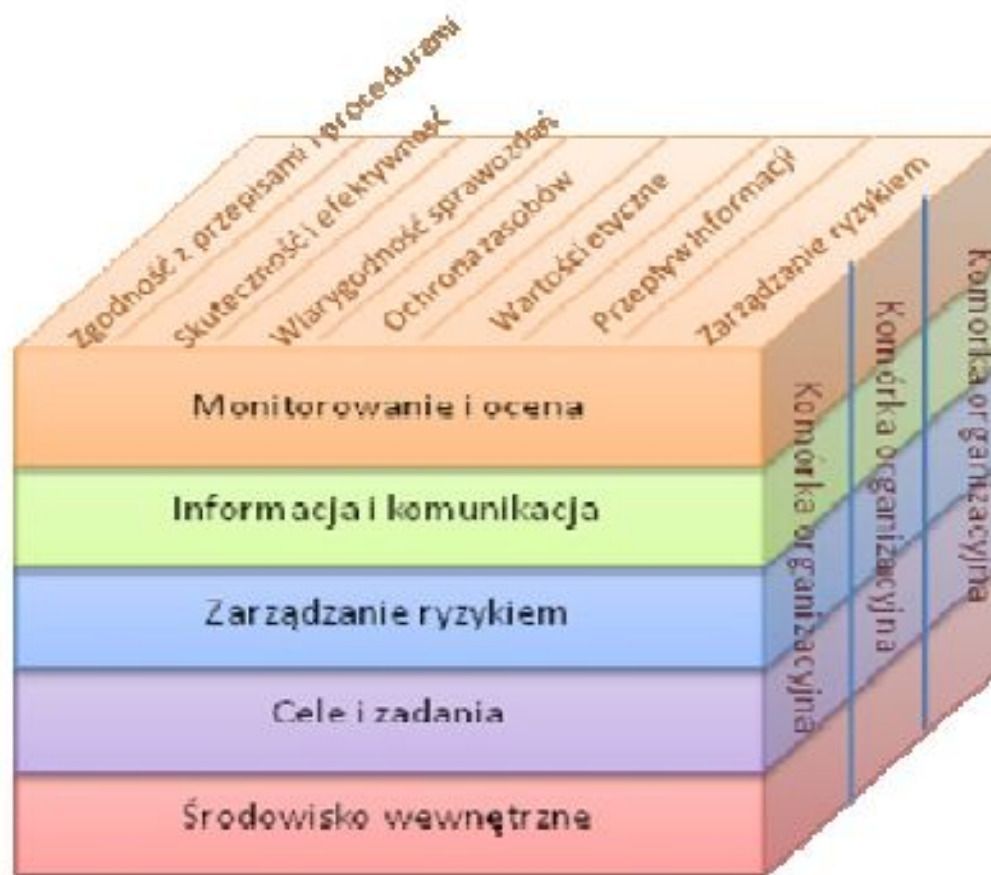 Zgodność z przepisami i procedurami
Skuteczność i efektywność
Wiarygodność sprawozdań
Ochrona zasobów
Wartości etyczne
Przepływ informacji
Zarządzanie ryzykiem
Monitorowanie i ocena
Informacja i komunikacja
Zarządzanie ryzykiem
Cele i zadania
Środowisko wewnętrzne
Komórka organizacyjna
Komórka organizacyjna
Komórka organizacyjna